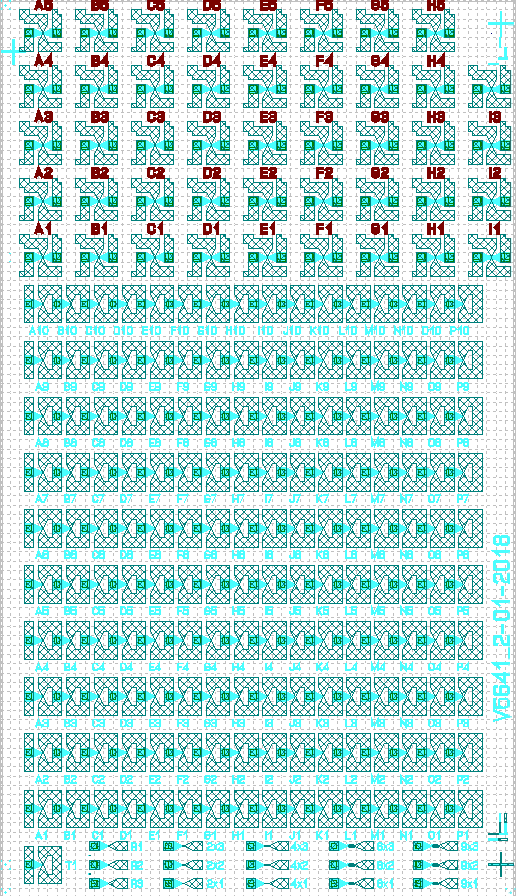 A5 B5 C5 D5 E5 F5 G5 H5
A4 B4 C4 D4 E4 F4 G4 H4
A3 B3 C3 D3 E3 F3 G3 H3 I3
A2 B2 C2 D2 E2 F2 G2 H2 I2
A1 B1 C1 D1 E1 F1 G1 H1 I1
A10 B10 C10 D10 E10 F10 G10 H10 I10 J10 K10 L10 M10 N10 O10 P10
A9 B9 C9 D9 E9 F9 G9 H9 I9 J9 K9 L9 M9 N9 O9 P9
A8 B8 C8 D8 E8 F8 G8 H8 I8 J8 K8 L8 M8 N8 O8 P8
A7 B7 C7 D7 E7 F7 G7 H7 I7 J7 K7 L7 M7 N7 O7 P7
A6 B6 C6 D6 E6 F6 G6 H6 I6 J6 K6 L6 M6 N6 O6 P6
A5 B5 C5 D5 E5 F5 G5 H5 I5 J5 K5 L5 M5 N5 O5 P5
A4 B4 C4 D4 E4 F4 G4 H4 I4 J4 K4 L4 M4 N4 O4 P4
A3 B3 C3 D3 E3 F3 G3 H3 I3 J3 K3 L3 M3 N3 O3 P3
A2 B2 C2 D2 E2 F2 G2 H2 I2 J2 K2 L2 M2 N2 O2 P2
A1 B1 C1 D1 E1 F1 G1 H1 I1 J1 K1 L1 M1 N1 O1 P1
R1 2x3 4x3
R2 2x2 4x2
R3 2x1 4x1
V5641_2-01-2018